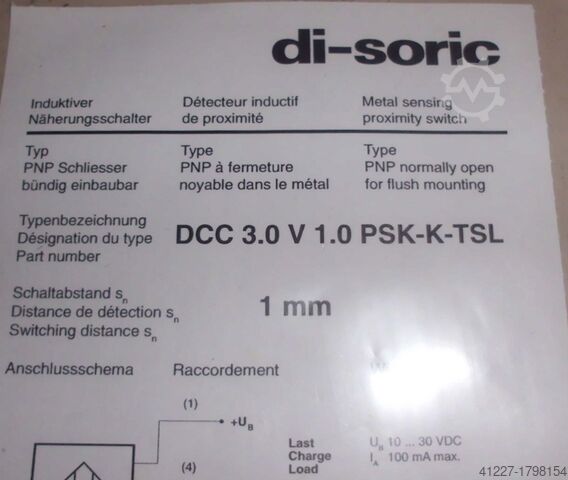 di-soric
Induktiver
Näherungsschalter
Détecteur inductif
de proximité
Metal sensing
proximity switch
Typ
PNP Schliesser
bündig einbaubar
Type
PNP à fermeture
noyable dans le métal
Type
PNP normally open
for flush mounting
Typenbezeichnung
Désignation du type
Part number
DCC 3.0 V 1.0 PSK-K-TSL
Schaltabstand sn
Distance de détection sn
Switching distance sn
1 mm
Anschlussschema
Raccordement
(1)
+UB
(4)
Last
Charge
Load
UB 10 ... 30 VDC
IA 100 mA max.
41227-1798154